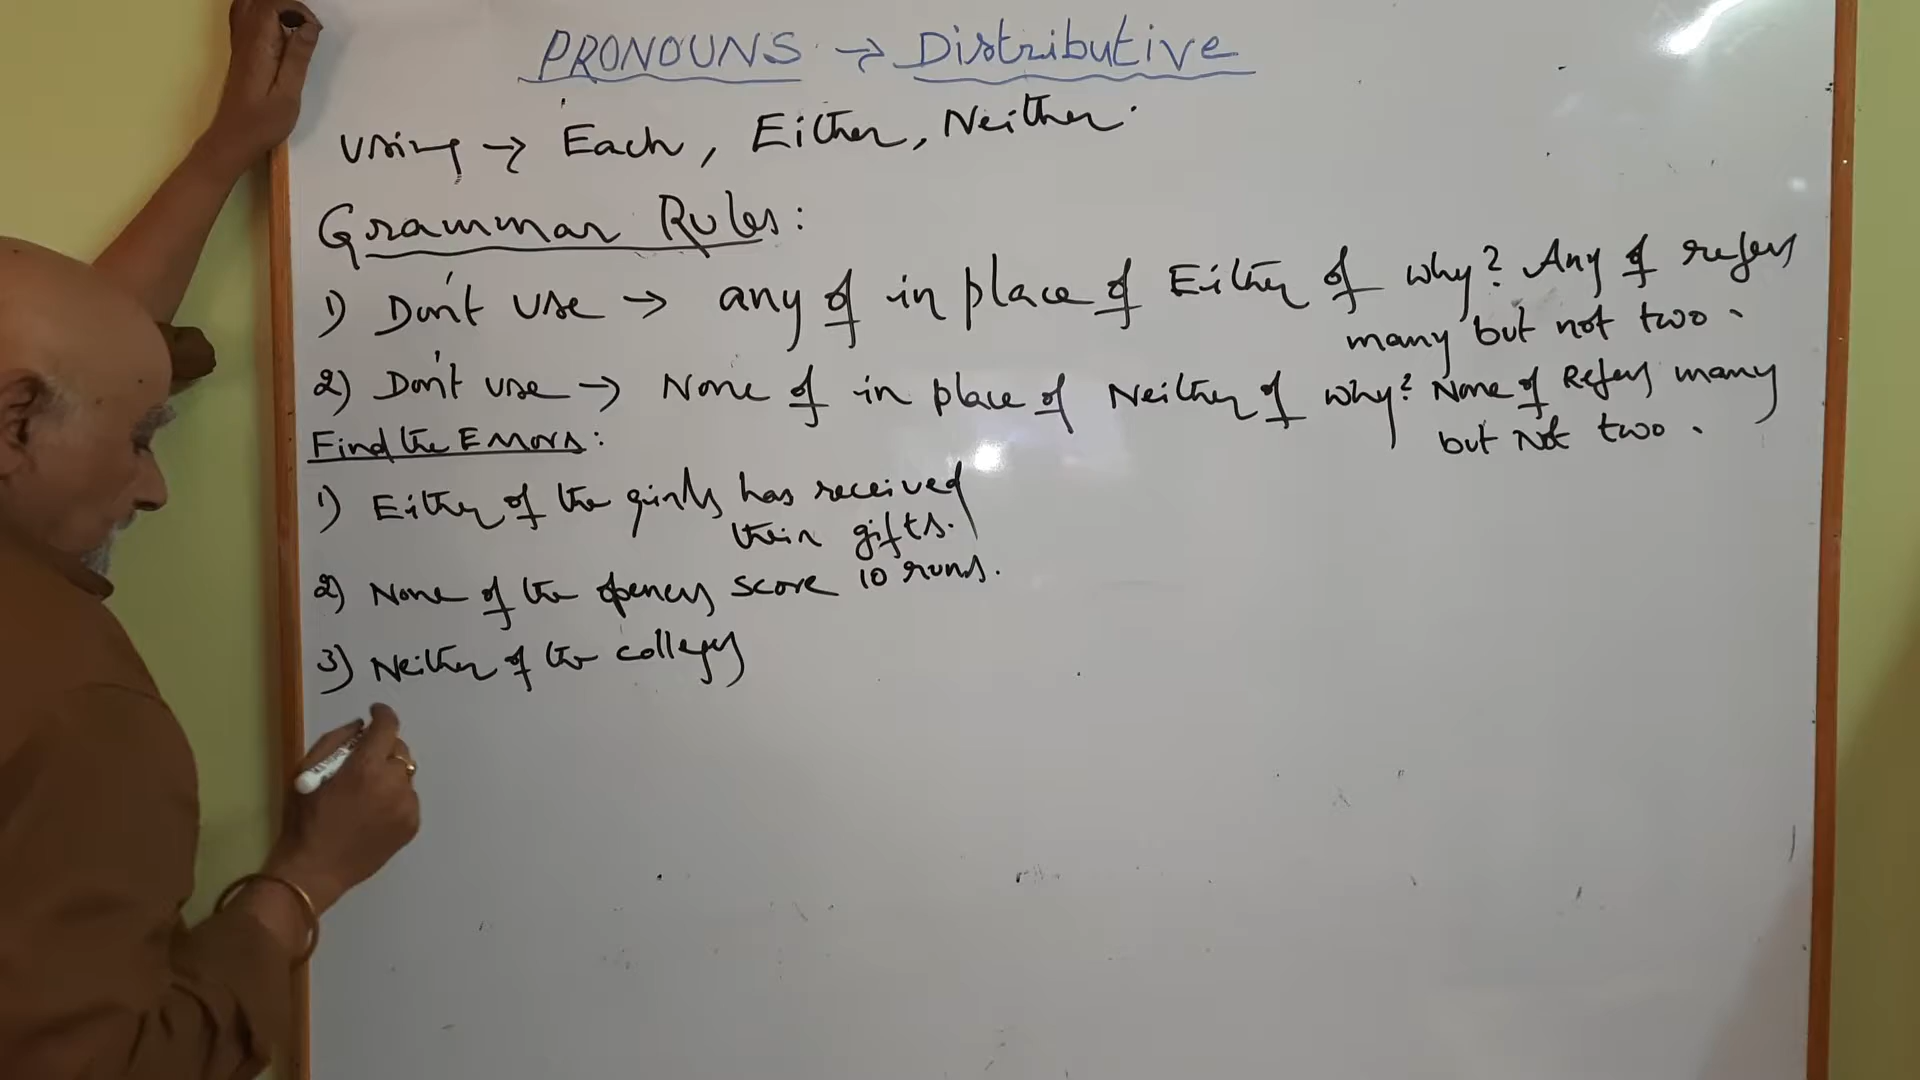 PRONOUNS → Distributive
Using → Each, Either, Neither.
Grammar Rules:
1) Don't use → any of in place of Either of why? Any of refers
many but not two.
2) Don't use → None of in place of Neither of why? None of Refers many
but Not two.
Find the Errors:
1) Either of the girls has received
their gifts.
2) None of the openers score 10 runs.
3) Neither of the colleges